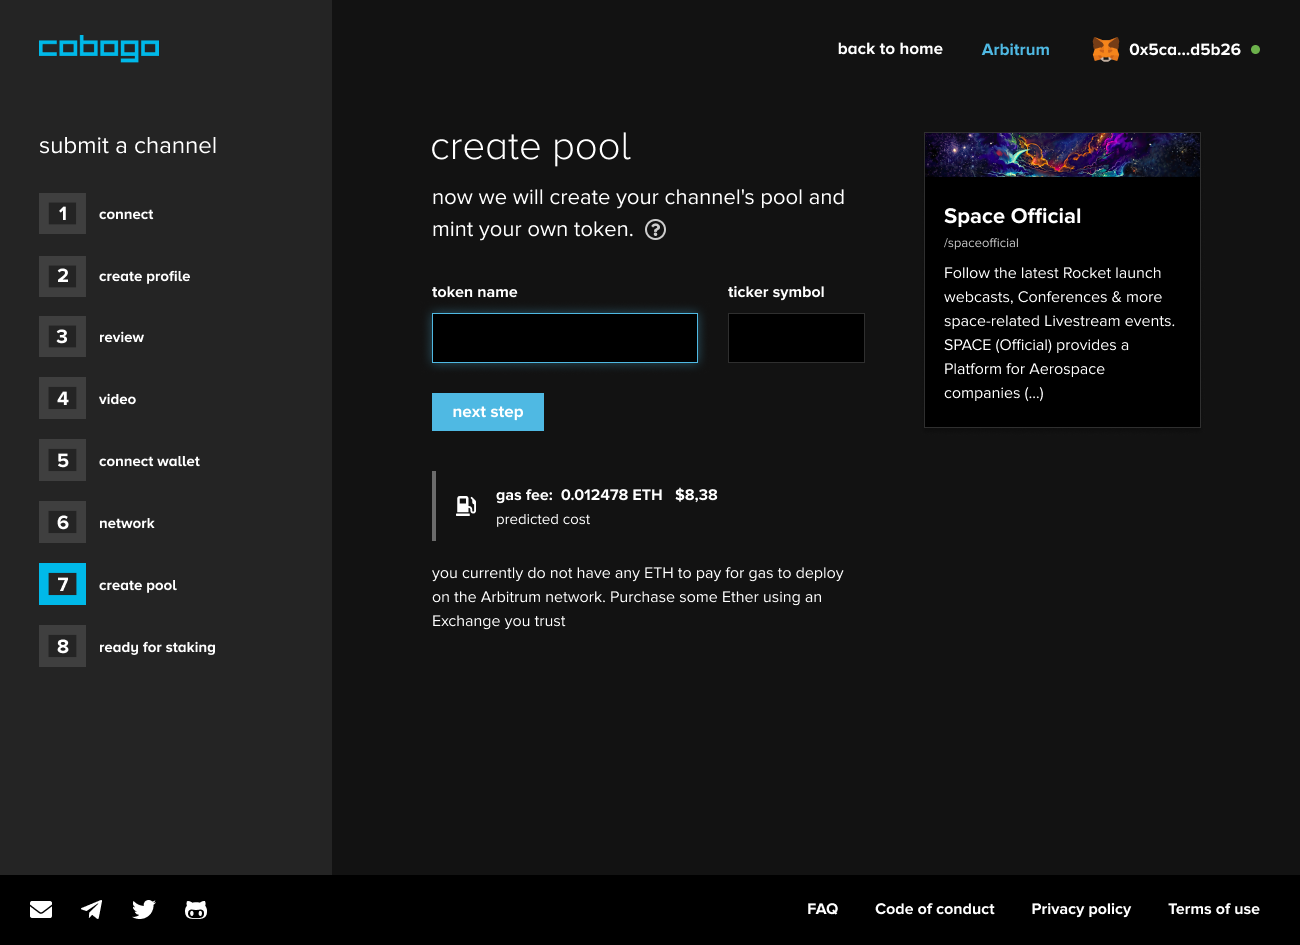 cobogo
back to home
Arbitrum
0x5ca...d5b26
submit a channel
1 connect
2 create profile
3 review
4 video
5 connect wallet
6 network
7 create pool
8 ready for staking
create pool
now we will create your channel's pool and
mint your own token. ?
token name
ticker symbol
next step
gas fee: 0.012478 ETH $8,38
predicted cost
you currently do not have any ETH to pay for gas to deploy
on the Arbitrum network. Purchase some Ether using an
Exchange you trust
Space Official
/spaceofficial
Follow the latest Rocket launch
webcasts, Conferences & more
space-related Livestream events.
SPACE (Official) provides a
Platform for Aerospace
companies (...)
FAQ
Code of conduct
Privacy policy
Terms of use